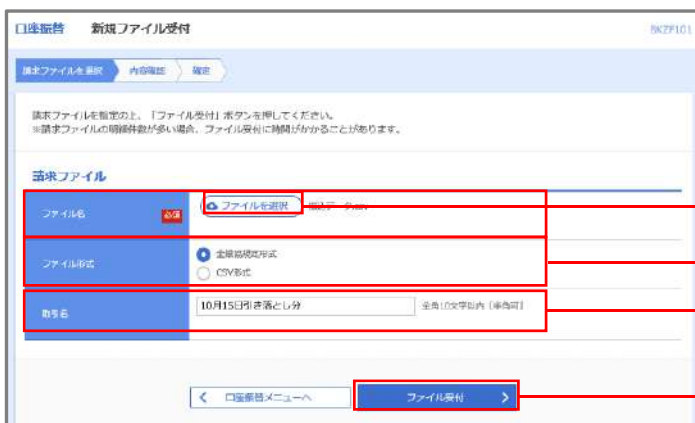 口座振替 新規ファイル受付
BKZF101
請求ファイルを選択 内容確認 確定
請求ファイルを指定の上、「ファイル受付」ボタンを押してください。
※請求ファイルの明細件数が多い場合、ファイル受付に時間がかかることがあります。
請求ファイル
ファイル名 必須 ファイルを選択
ファイル形式 全銀協規定形式
CSV形式
取引名 10月15日引き落とし分 全角10文字以内 [半角可]
口座振替メニューへ ファイル受付